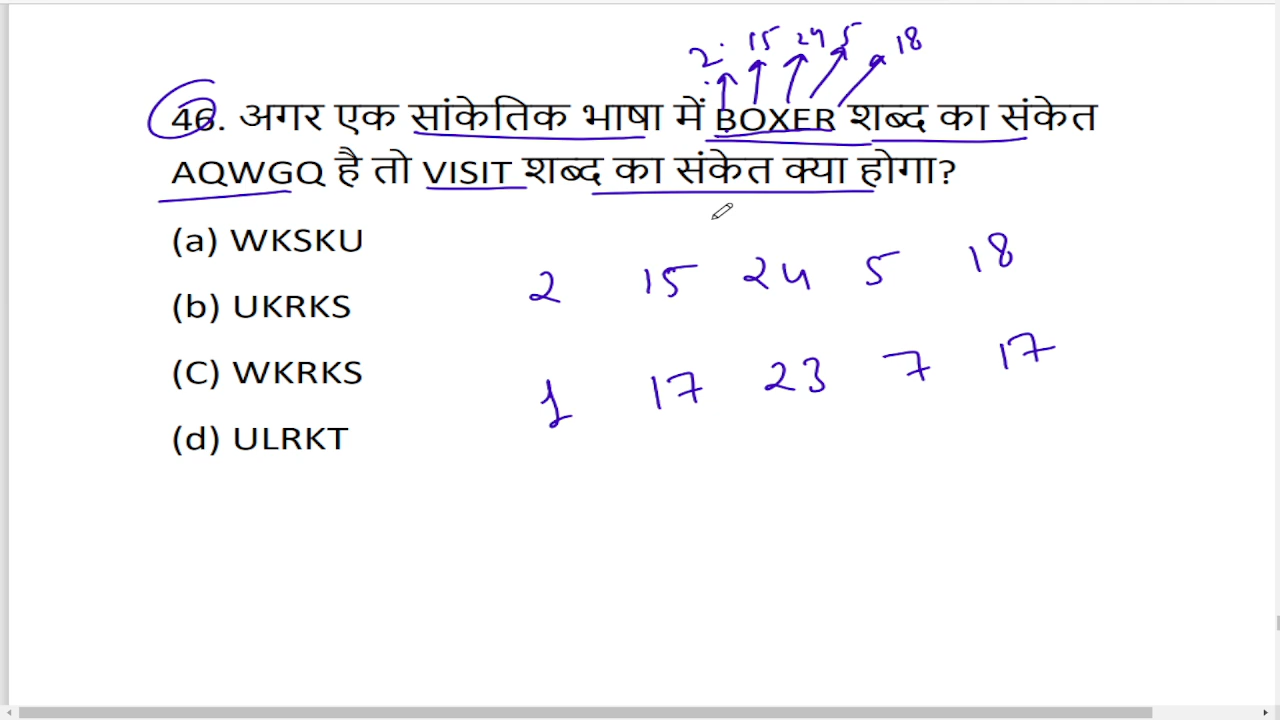 2 15 24 5 18
46. अगर एक सांकेतिक भाषा में BOXER शब्द का संकेत
AQWGQ है तो VISIT शब्द का संकेत क्या होगा?
(a) WKSKU
(b) UKRKS
(C) WKRKS
(d) ULRKT
2 15 24 5 18
1 17 23 7 17